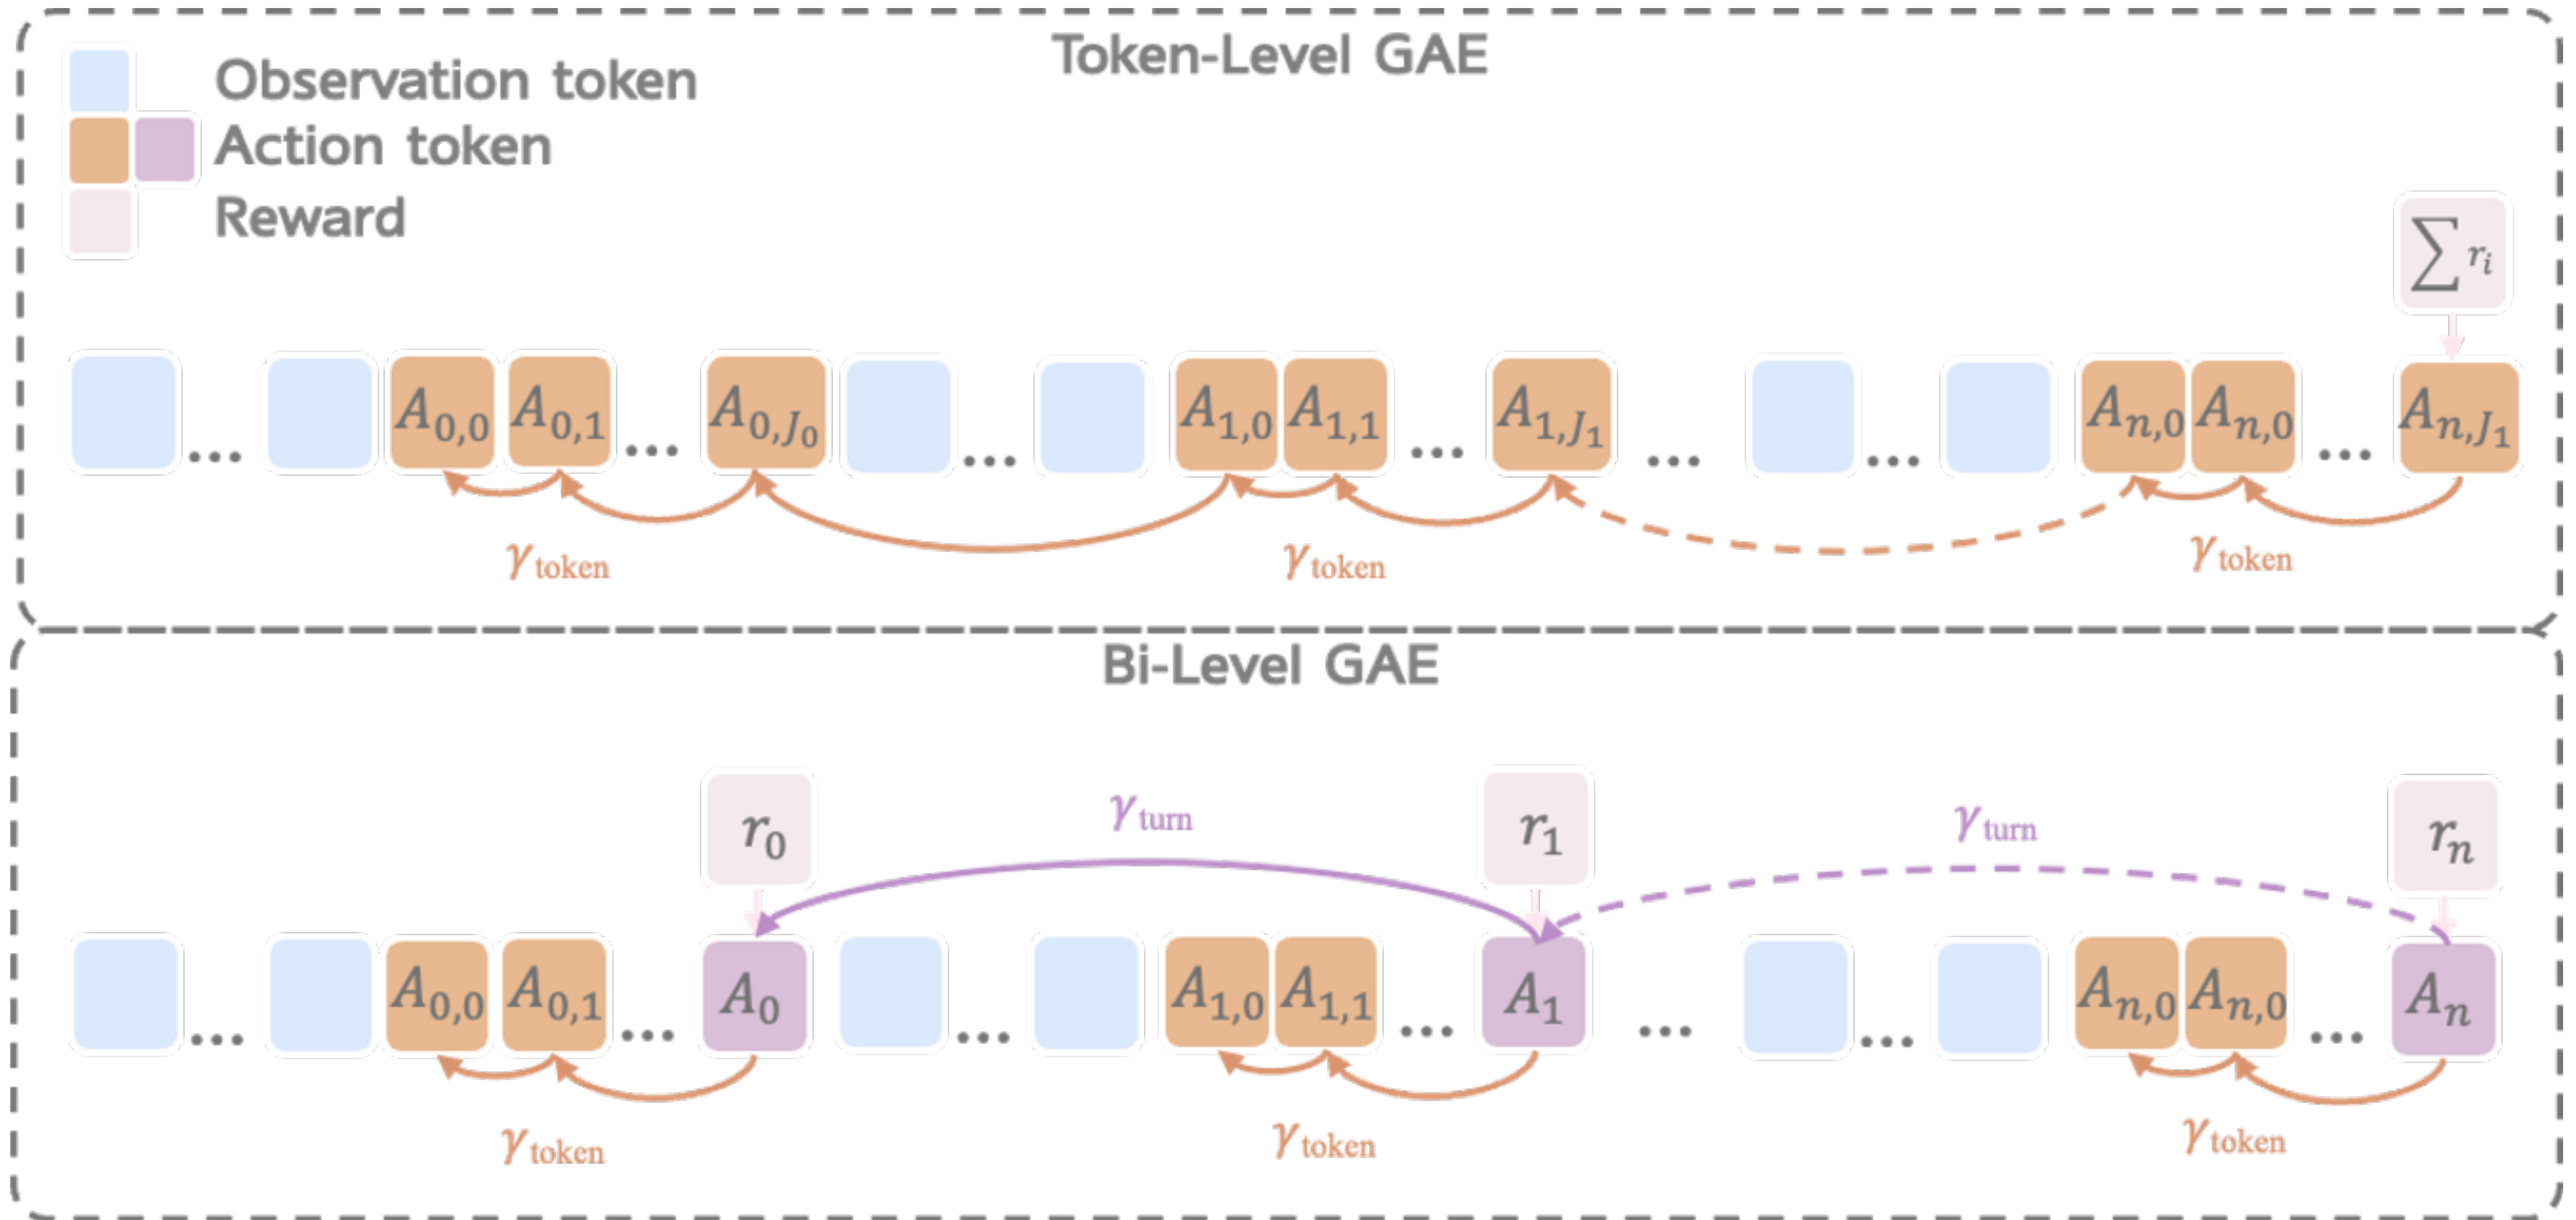 Token-Level GAE
Observation token
Action token
Reward
∑ r_i
... A_{0,0} A_{0,1} ... A_{0,J_0} ... A_{1,0} A_{1,1} ... A_{1,J_1} ... ... A_{n,0} A_{n,0} ... A_{n,J_1}
γ_token γ_token γ_token
Bi-Level GAE
r_0 γ_turn r_1 γ_turn r_n
... A_{0,0} A_{0,1} ... A_0 ... A_{1,0} A_{1,1} ... A_1 ... ... A_{n,0} A_{n,0} ... A_n
γ_token γ_token γ_token